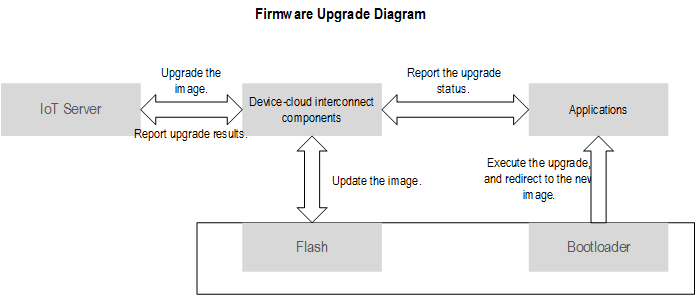 Firmware Upgrade Diagram
Upgrade the
image.
Report the upgrade
status.
IoT Server
Device-cloud interconnect
components
Applications
Report upgrade results.
Execute the upgrade,
and redirect to the new
image.
Update the image.
Flash
Bootloader